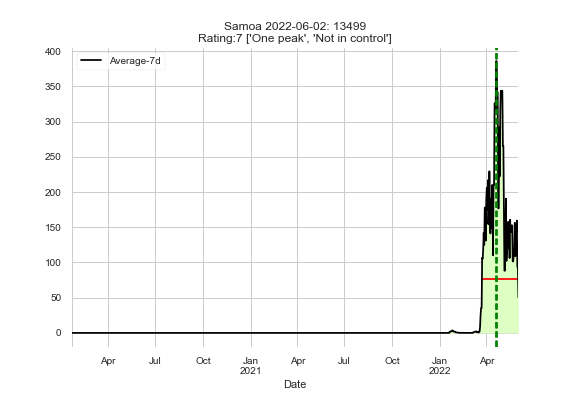 Samoa 2022-06-02: 13499
Rating:7 ['One peak', 'Not in control']
400
350
300
250
200
150
100
50
0
Average-7d
Apr
Jul
Oct
Jan
2021
Apr
Jul
Oct
Jan
2022
Apr
Date